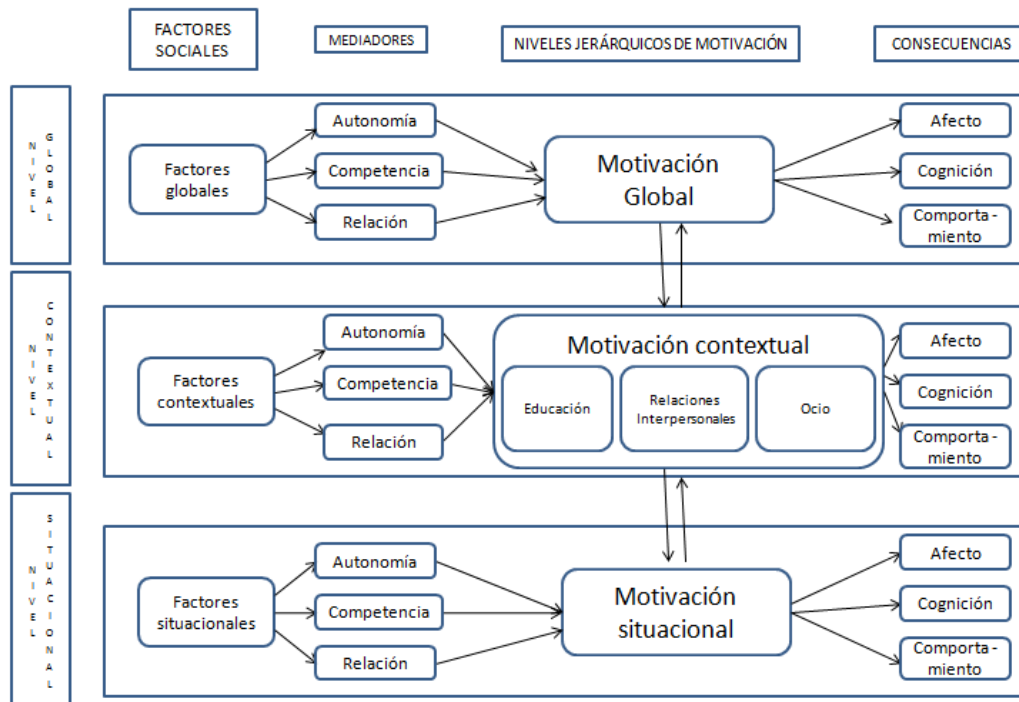 FACTORES
SOCIALES
MEDIADORES
NIVELES JERÁRQUICOS DE MOTIVACIÓN
CONSECUENCIAS
NIVEL
GLOBAL
Factores
globales
Autonomía
Competencia
Relación
Motivación
Global
Afecto
Cognición
Comporta -
miento
NIVEL
CONTEXTUAL
Factores
contextuales
Autonomía
Competencia
Relación
Motivación contextual
Educación
Relaciones
Interpersonales
Ocio
Afecto
Cognición
Comporta -
miento
NIVEL
SITUACIONAL
Factores
situacionales
Autonomía
Competencia
Relación
Motivación
situacional
Afecto
Cognición
Comporta -
miento